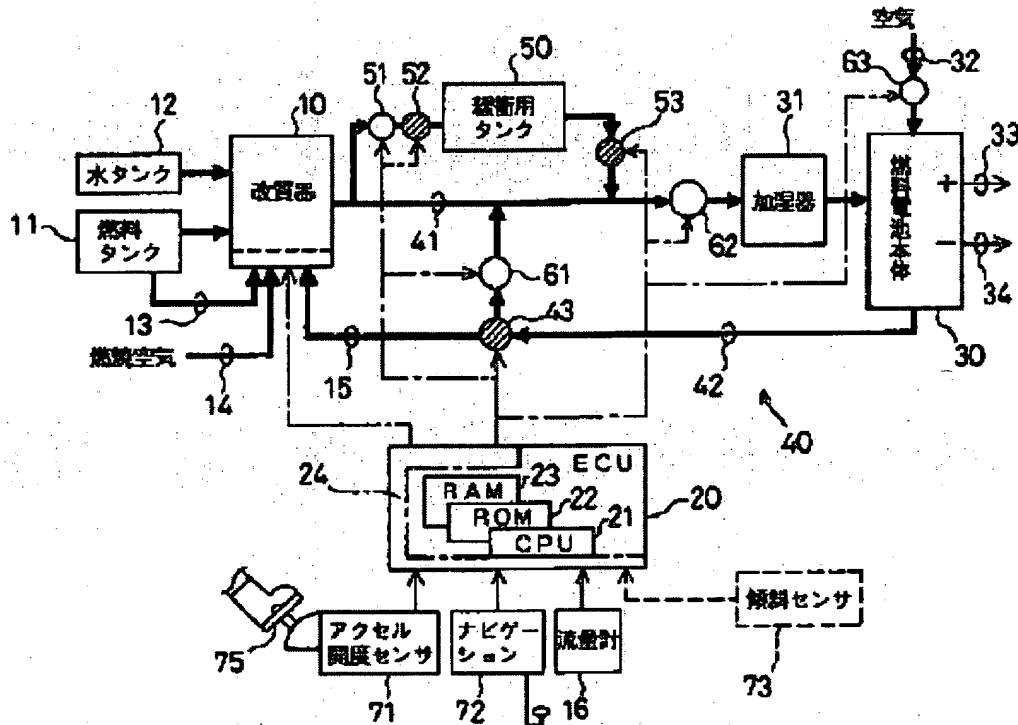 空気
50
63
32
51
52
12
10
緩衝用
タンク
53
31
水タンク
改質器
加湿器
燃料電池本体
+
33
11
燃料
タンク
41
62
−
34
61
13
43
燃焼空気
15
42
30
14
40
ECU
24
RAM
23
ROM
22
21
CPU
20
アクセル
開度センサ
ナビゲー
ション
流量計
傾斜センサ
75
71
72
16
73